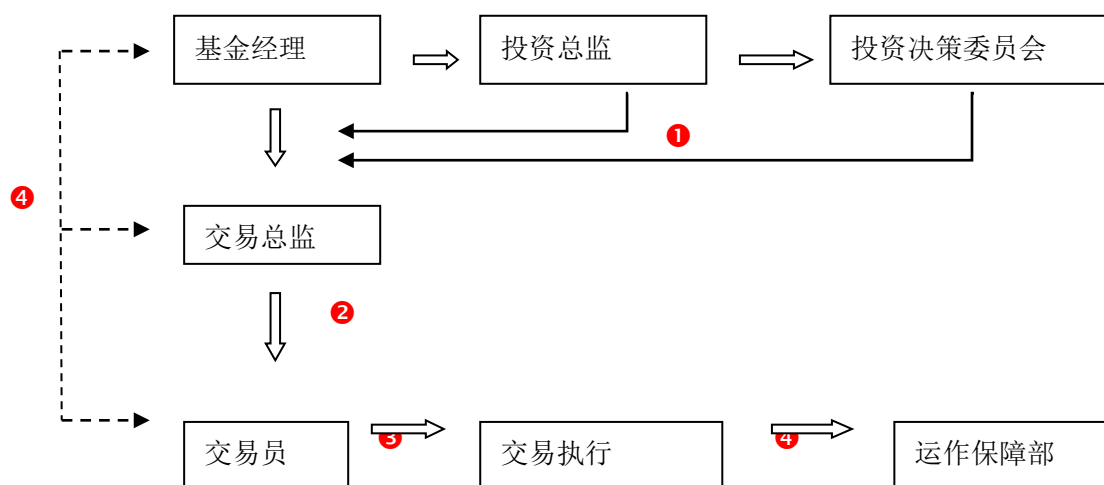 基金经理
投资总监
投资决策委员会
❶
❹
交易总监
❷
交易员
❸
交易执行
❹
运作保障部